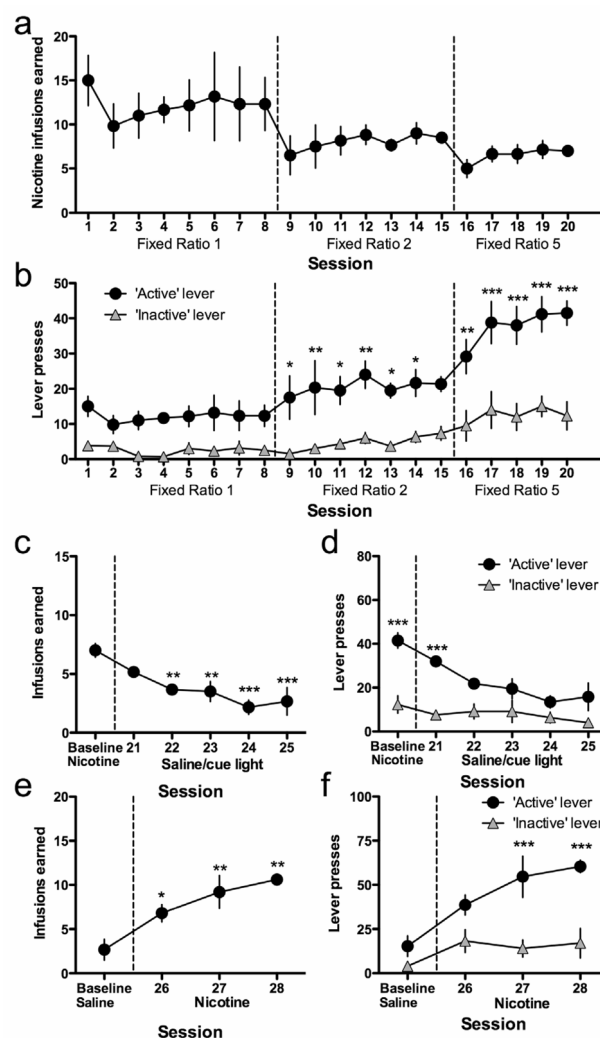 a
Nicotine infusions earned
20
15
10
5
0
1 2 3 4 5 6 7 8 9 10 11 12 13 14 15 16 17 18 19 20
Fixed Ratio 1 Fixed Ratio 2 Fixed Ratio 5
Session
b
Lever presses
50
40
30
20
10
0
'Active' lever
'Inactive' lever
* ** * ** * * ** *** *** *** ***
1 2 3 4 5 6 7 8 9 10 11 12 13 14 15 16 17 18 19 20
Fixed Ratio 1 Fixed Ratio 2 Fixed Ratio 5
Session
c
Infusions earned
15
10
5
0
** ** *** ***
Baseline 21 22 23 24 25
Nicotine Saline/cue light
Session
d
Lever presses
80
60
40
20
0
'Active' lever
'Inactive' lever
*** ***
Baseline 21 22 23 24 25
Nicotine Saline/cue light
Session
e
Infusions earned
20
15
10
5
0
* ** **
Baseline 26 27 28
Saline Nicotine
Session
f
Lever presses
100
75
50
25
0
'Active' lever
'Inactive' lever
*** ***
Baseline 26 27 28
Saline Nicotine
Session